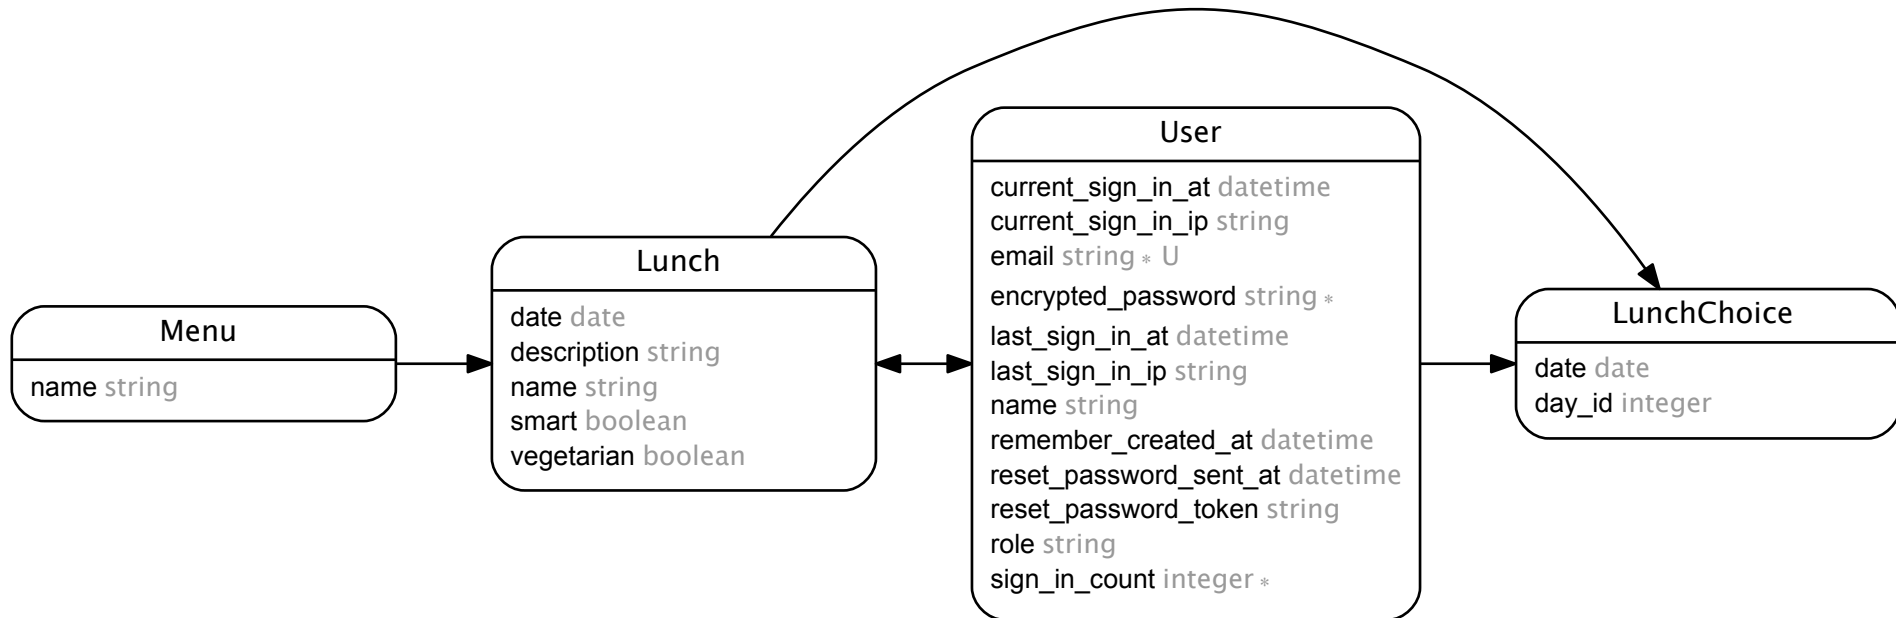 Menu
name string
Lunch
date date
description string
name string
smart boolean
vegetarian boolean
User
current_sign_in_at datetime
current_sign_in_ip string
email string * U
encrypted_password string *
last_sign_in_at datetime
last_sign_in_ip string
name string
remember_created_at datetime
reset_password_sent_at datetime
reset_password_token string
role string
sign_in_count integer *
LunchChoice
date date
day_id integer